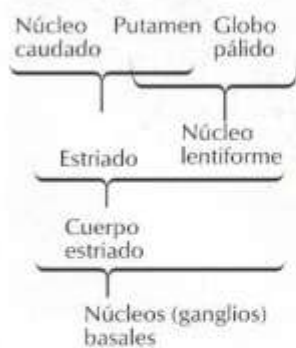 Núcleo Putamen Globo
caudado pálido
Núcleo
lentiforme
Estriado
Cuerpo
estriado
Núcleos (ganglios)
basales